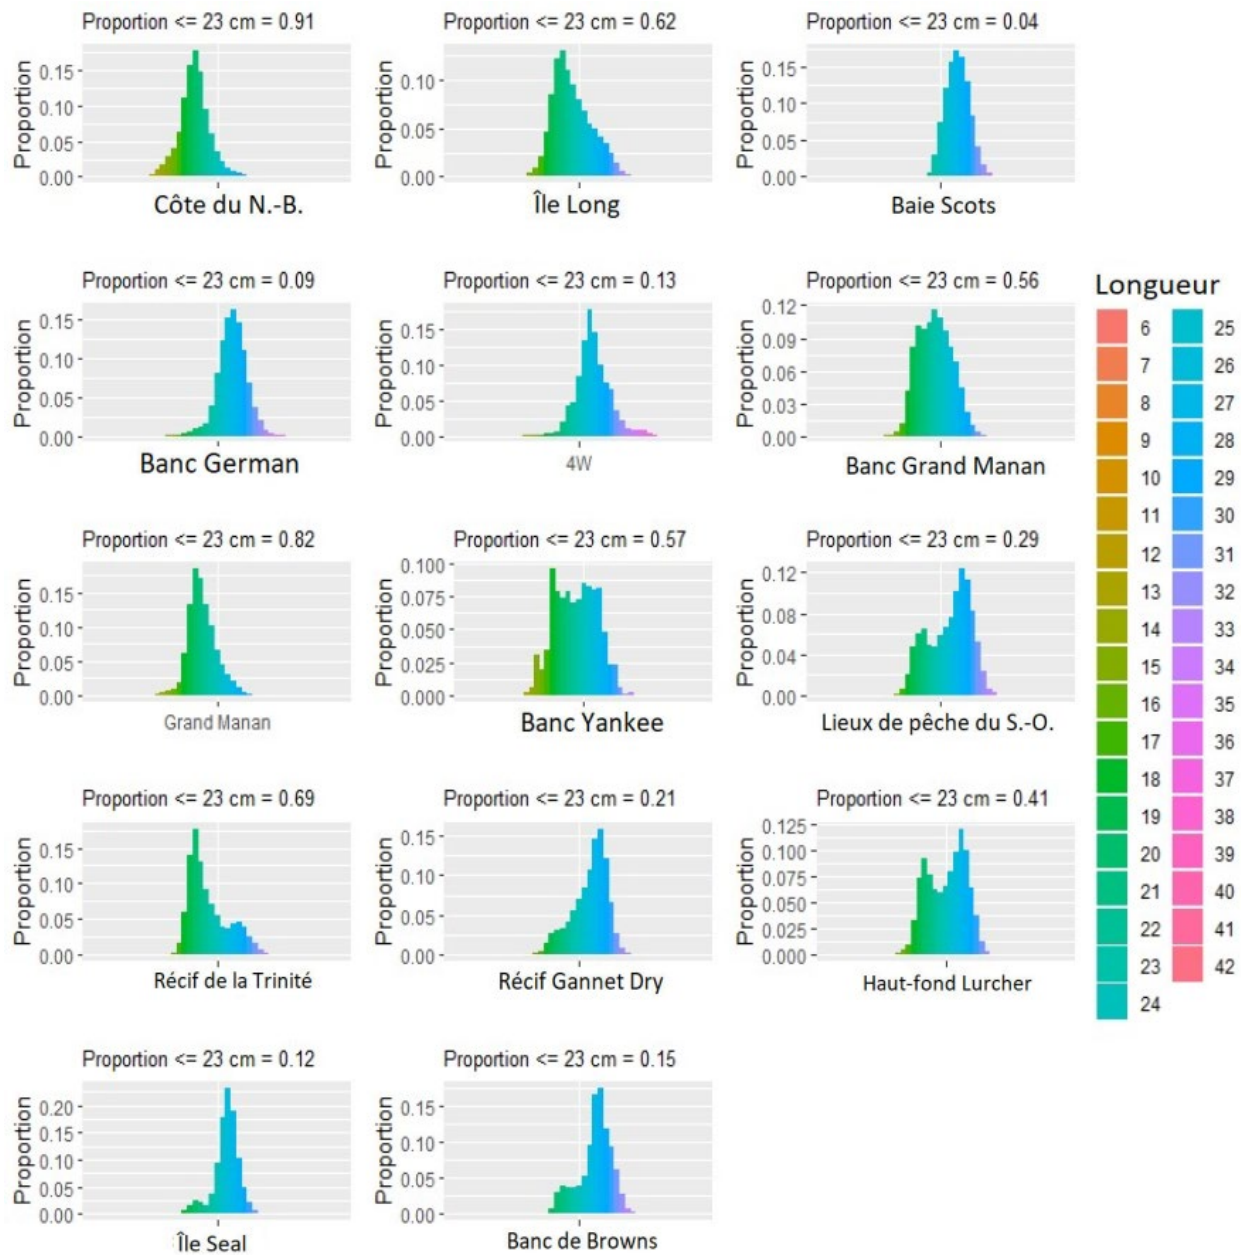 Proportion <= 23 cm = 0.91
Proportion
0.15
0.10
0.05
0.00
Côte du N.-B.
Proportion <= 23 cm = 0.62
Proportion
0.10
0.05
0.00
Île Long
Proportion <= 23 cm = 0.04
Proportion
0.15
0.10
0.05
0.00
Baie Scots
Proportion <= 23 cm = 0.09
Proportion
0.15
0.10
0.05
0.00
Banc German
Proportion <= 23 cm = 0.13
Proportion
0.15
0.10
0.05
0.00
4W
Proportion <= 23 cm = 0.56
Proportion
0.12
0.09
0.06
0.03
0.00
Banc Grand Manan
Proportion <= 23 cm = 0.82
Proportion
0.15
0.10
0.05
0.00
Grand Manan
Proportion <= 23 cm = 0.57
Proportion
0.100
0.075
0.050
0.025
0.000
Banc Yankee
Proportion <= 23 cm = 0.29
Proportion
0.12
0.08
0.04
0.00
Lieux de pêche du S.-O.
Proportion <= 23 cm = 0.69
Proportion
0.15
0.10
0.05
0.00
Récif de la Trinité
Proportion <= 23 cm = 0.21
Proportion
0.15
0.10
0.05
0.00
Récif Gannet Dry
Proportion <= 23 cm = 0.41
Proportion
0.125
0.100
0.075
0.050
0.025
0.000
Haut-fond Lurcher
Proportion <= 23 cm = 0.12
Proportion
0.20
0.15
0.10
0.05
0.00
Île Seal
Proportion <= 23 cm = 0.15
Proportion
0.15
0.10
0.05
0.00
Banc de Browns
Longueur
6
7
8
9
10
11
12
13
14
15
16
17
18
19
20
21
22
23
24
25
26
27
28
29
30
31
32
33
34
35
36
37
38
39
40
41
42